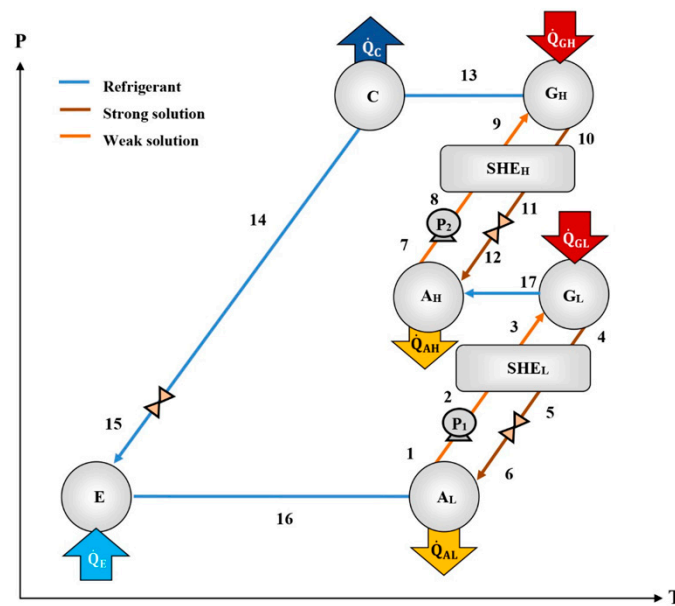 P
Q̇C
Q̇GH
13
C
GH
Refrigerant
Strong solution
Weak solution
9
10
SHEH
8
11
P2
14
7
12
Q̇GL
17
AH
GL
3
4
Q̇AH
SHEL
2
5
15
P1
1
6
E
AL
16
Q̇E
Q̇AL
T